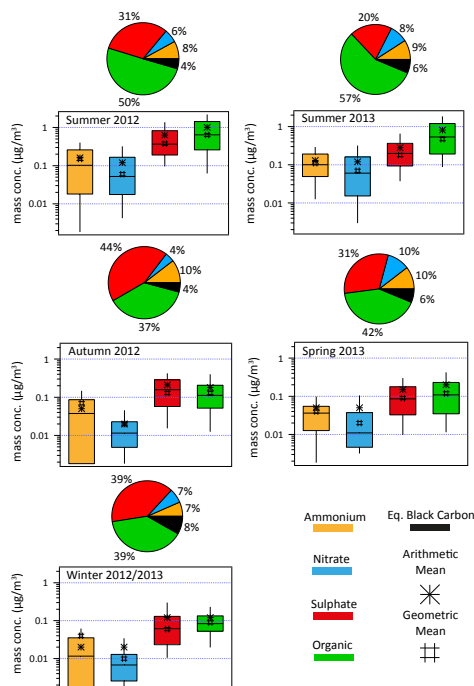 31%
6%
8%
4%
50%
20%
8%
9%
6%
57%
mass conc. (µg/m³)
1
0.1
0.01
Summer 2012
mass conc. (µg/m³)
1
0.1
0.01
Summer 2013
44%
4%
10%
4%
37%
31%
10%
10%
6%
42%
mass conc. (µg/m³)
1
0.1
0.01
Autumn 2012
mass conc. (µg/m³)
1
0.1
0.01
Spring 2013
39%
7%
7%
8%
39%
mass conc. (µg/m³)
1
0.1
0.01
Winter 2012/2013
Ammonium
Nitrate
Sulphate
Organic
Eq. Black Carbon
Arithmetic
Mean
Geometric
Mean